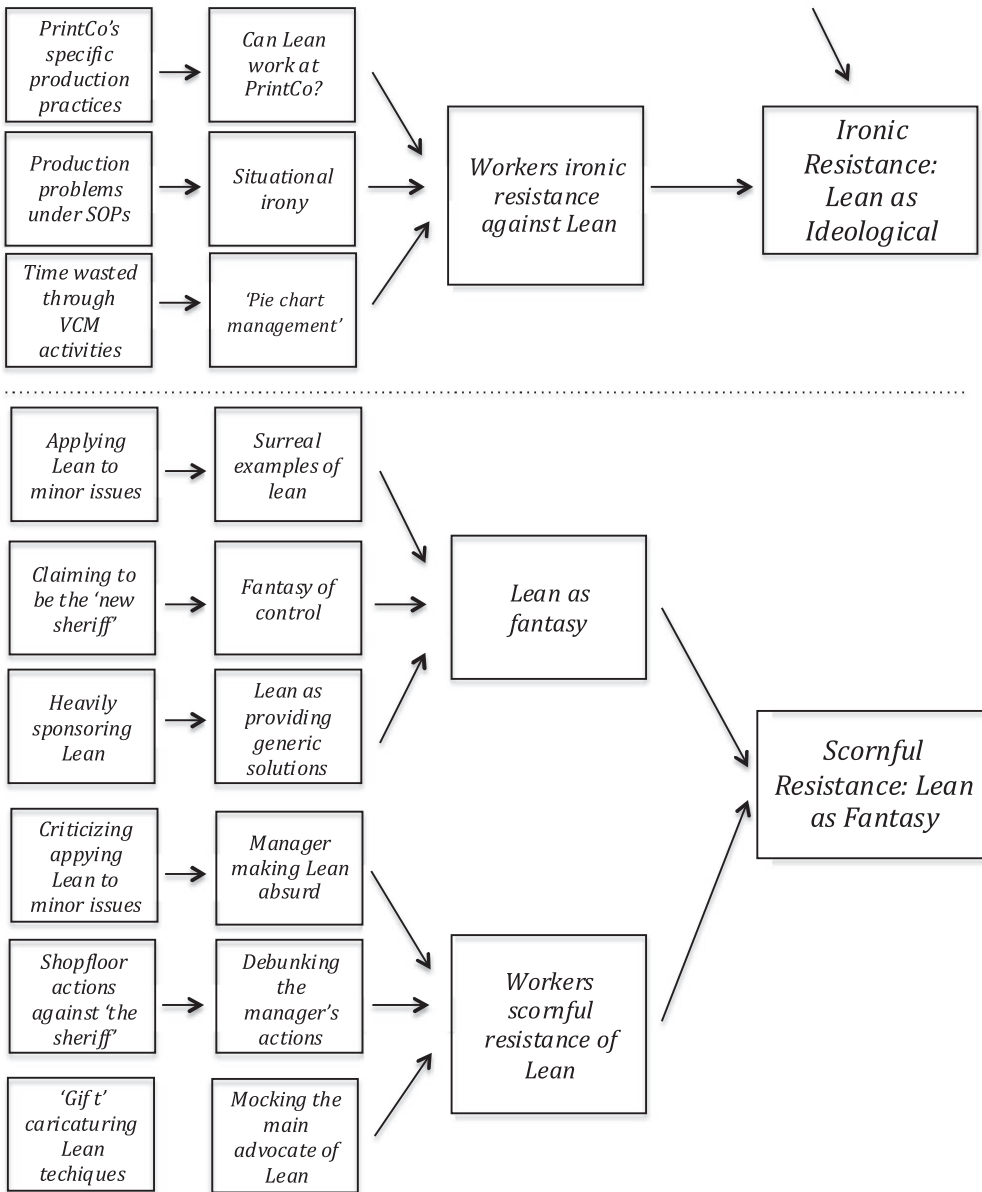 PrintCo's
specific
production
practices
Can Lean
work at
PrintCo?
Production
problems
under SOPs
Situational
irony
Time wasted
through
VCM
activities
'Pie chart
management'
Workers ironic
resistance
against Lean
Ironic
Resistance:
Lean as
Ideological
Applying
Lean to
minor issues
Surreal
examples of
lean
Claiming to
be the 'new
sheriff'
Fantasy of
control
Heavily
sponsoring
Lean
Lean as
providing
generic
solutions
Lean as
fantasy
Criticizing
appying
Lean to
minor issues
Manager
making Lean
absurd
Shopfloor
actions
against 'the
sheriff'
Debunking
the
manager's
actions
'Gift'
caricaturing
Lean
techiques
Mocking the
main
advocate of
Lean
Workers
scornful
resistance of
Lean
Scornful
Resistance: Lean
as Fantasy